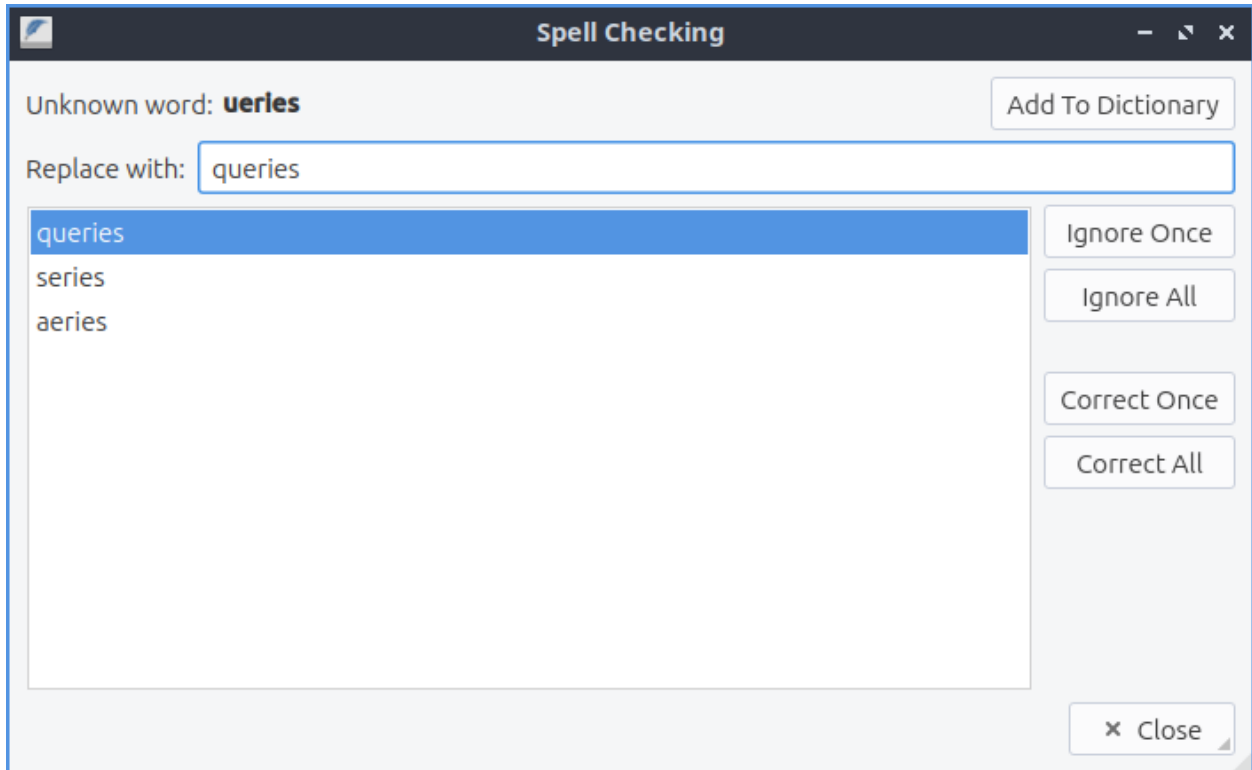 Spell Checking
Unknown word: ueries
Add To Dictionary
Replace with: queries
queries
series
aeries
Ignore Once
Ignore All
Correct Once
Correct All
Close